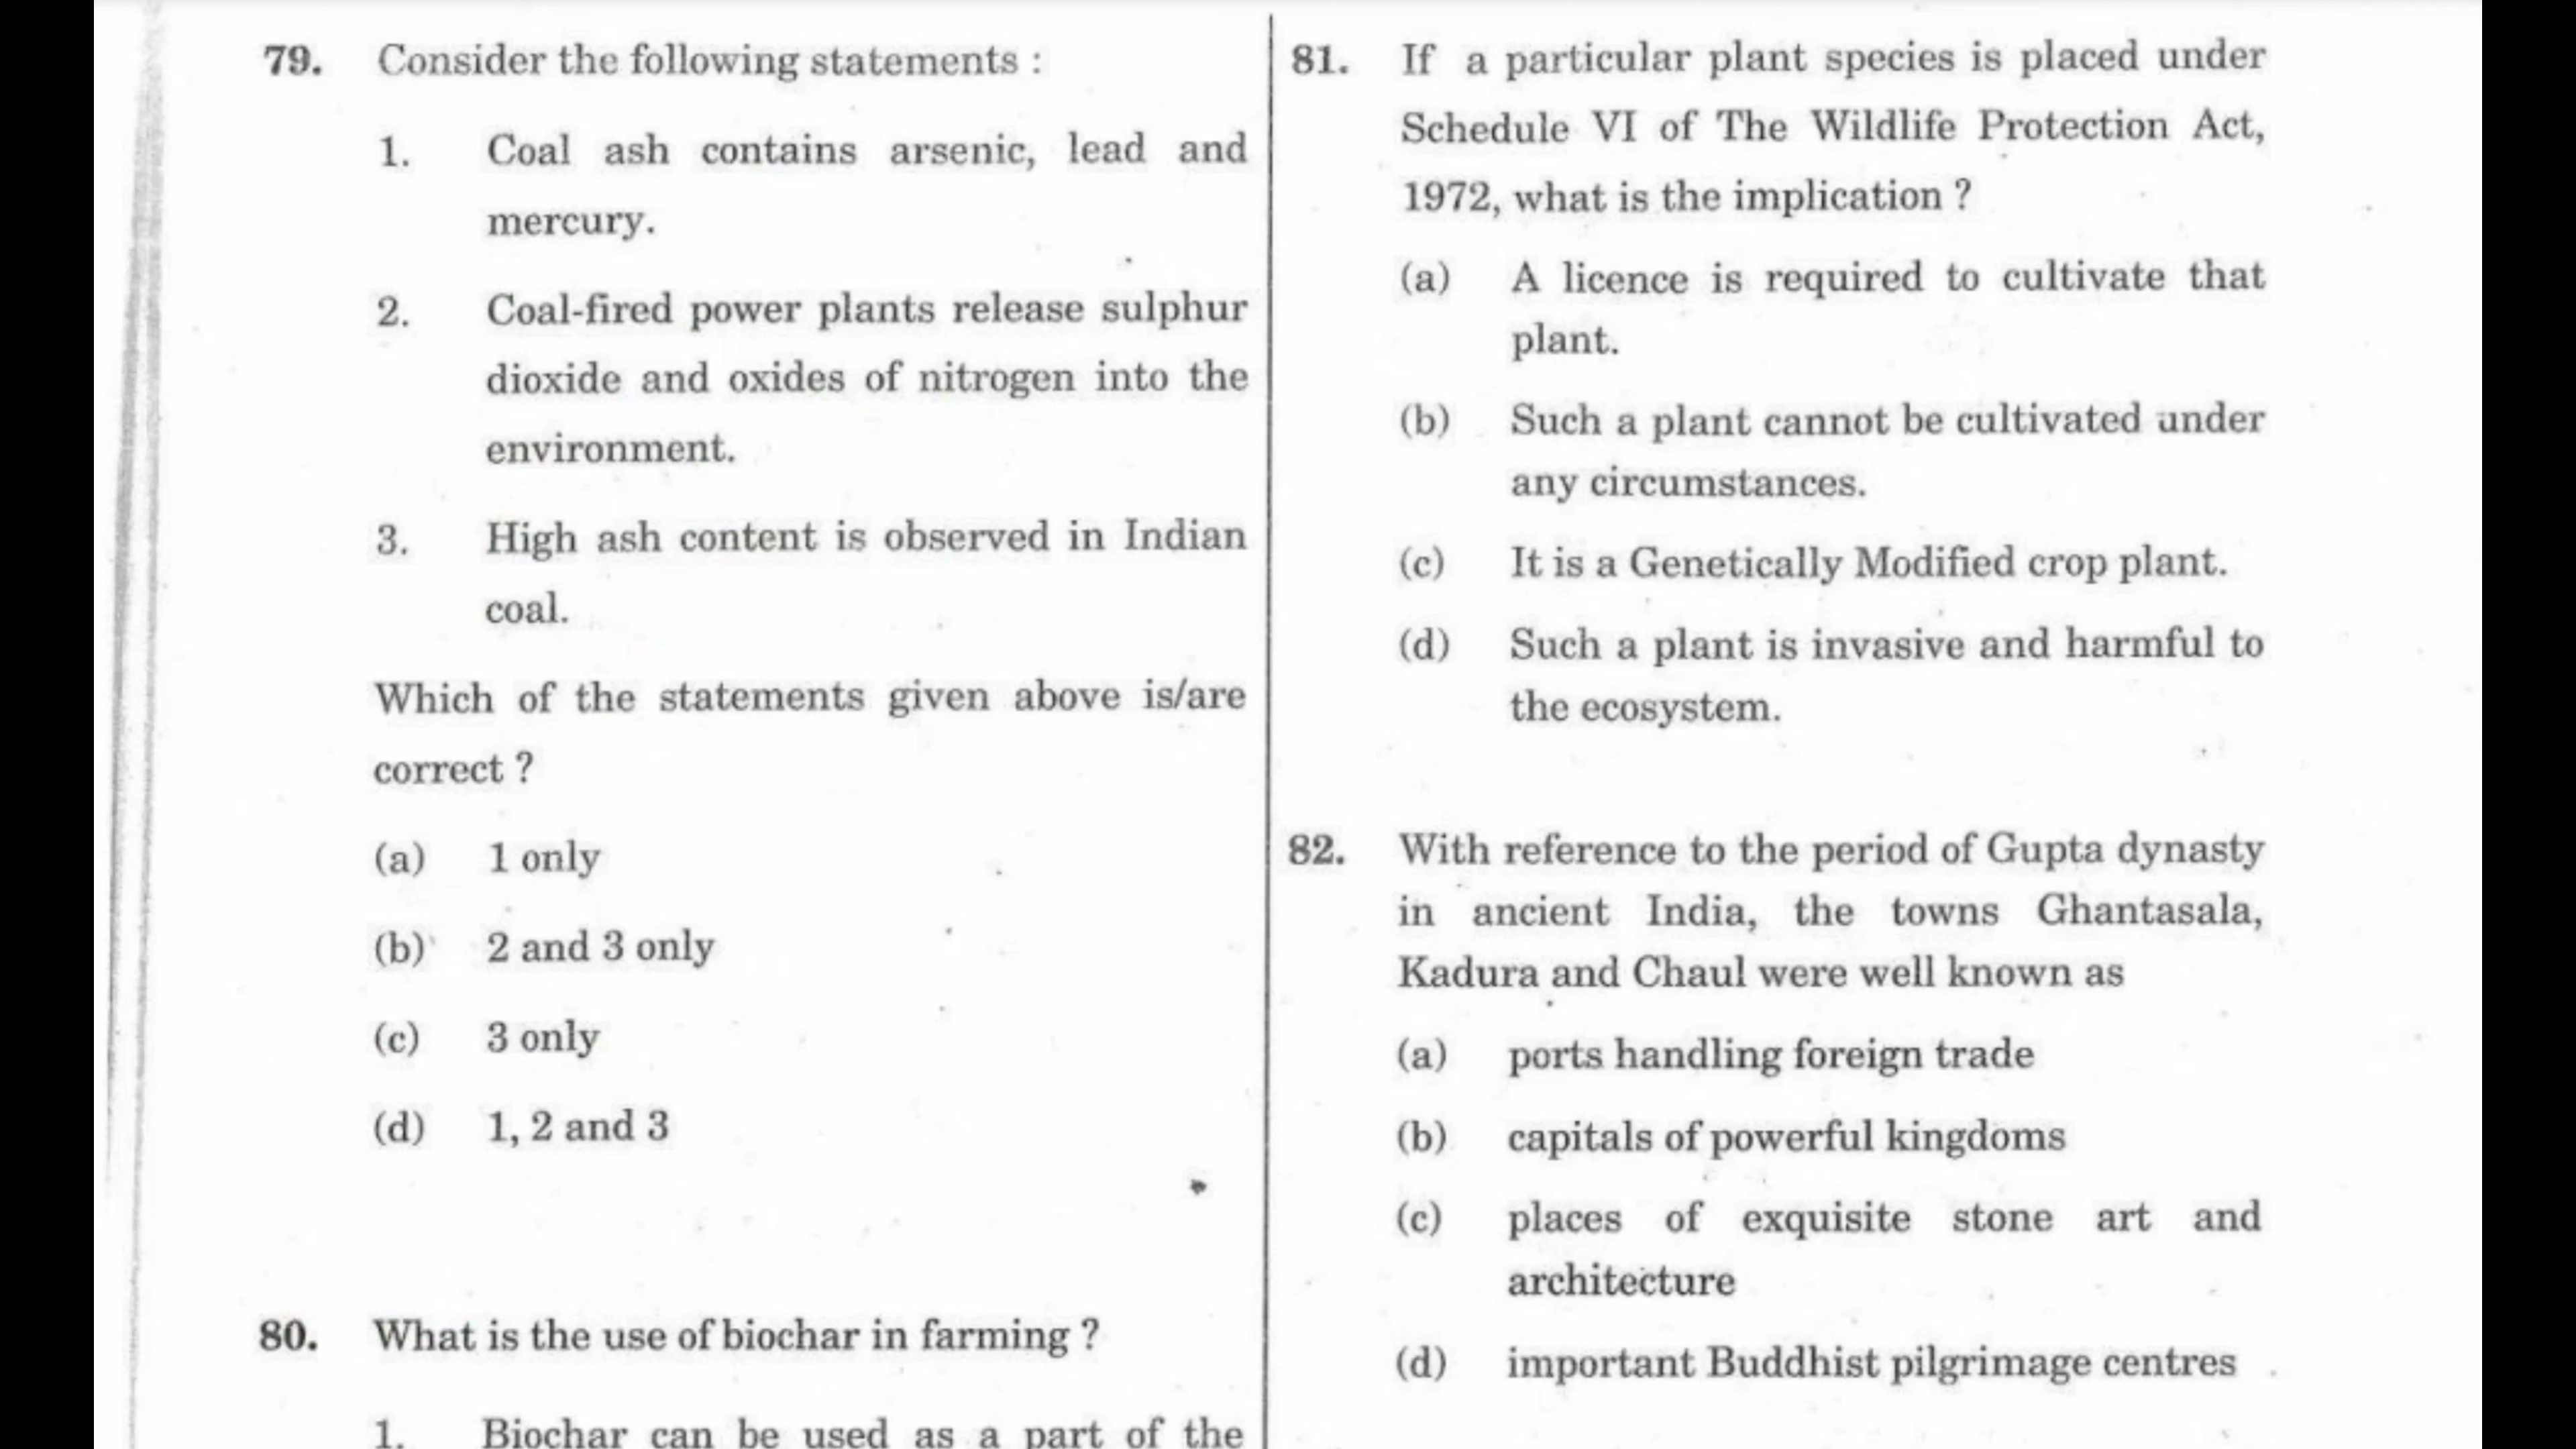 79. Consider the following statements :
1. Coal ash contains arsenic, lead and
mercury.
2. Coal-fired power plants release sulphur
dioxide and oxides of nitrogen into the
environment.
3. High ash content is observed in Indian
coal.
Which of the statements given above is/are
correct ?
(a) 1 only
(b) 2 and 3 only
(c) 3 only
(d) 1, 2 and 3
80. What is the use of biochar in farming ?
1. Biochar can be used as a part of the
81. If a particular plant species is placed under
Schedule VI of The Wildlife Protection Act,
1972, what is the implication ?
(a) A licence is required to cultivate that
plant.
(b) Such a plant cannot be cultivated under
any circumstances.
(c) It is a Genetically Modified crop plant.
(d) Such a plant is invasive and harmful to
the ecosystem.
82. With reference to the period of Gupta dynasty
in ancient India, the towns Ghantasala,
Kadura and Chaul were well known as
(a) ports handling foreign trade
(b) capitals of powerful kingdoms
(c) places of exquisite stone art and
architecture
(d) important Buddhist pilgrimage centres